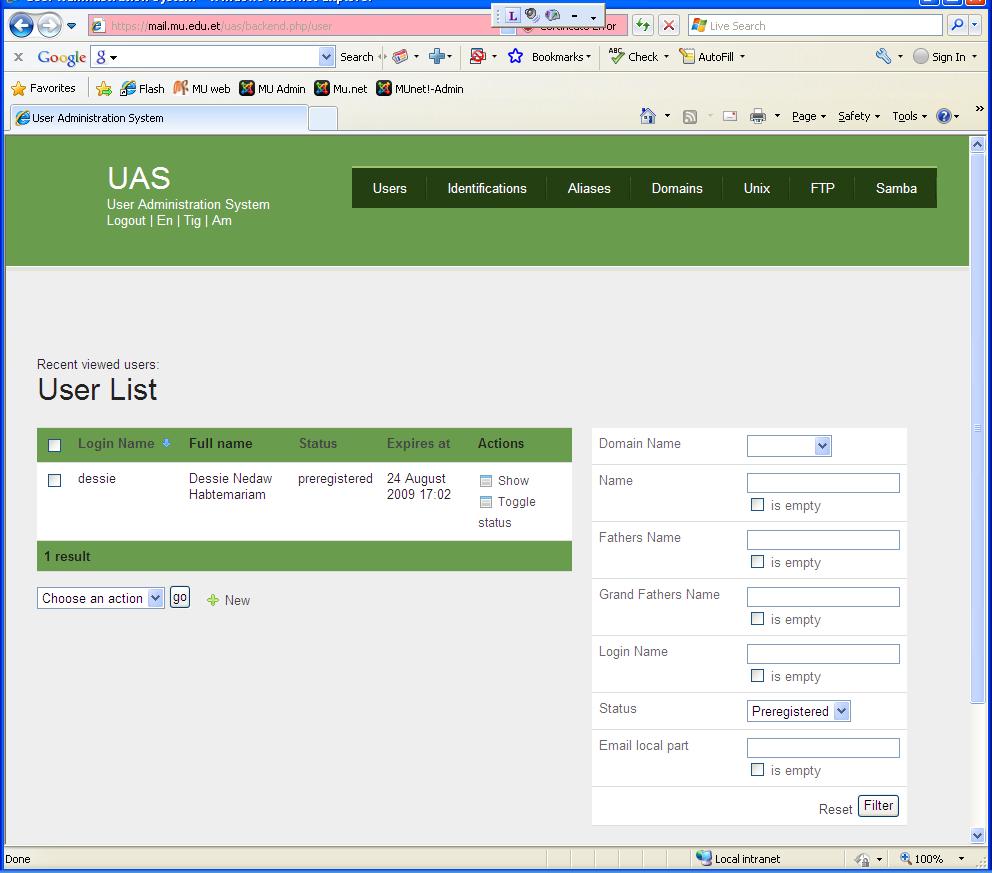 L
https://mail.mu.edu.et/uas/backend.php/user
Live Search
Google
Search
Bookmarks
Check
AutoFill
Sign In
Favorites
Flash
MU web
MU Admin
Mu.net
MUnet!-Admin
User Administration System
Page
Safety
Tools
UAS
User Administration System
Logout | En | Tig | Am
Users Identifications Aliases Domains Unix FTP Samba
Recent viewed users:
User List
Login Name Full name Status Expires at Actions
dessie Dessie Nedaw Habtemariam preregistered 24 August 2009 17:02 Show
Toggle status
1 result
Choose an action go New
Domain Name
Name
is empty
Fathers Name
is empty
Grand Fathers Name
is empty
Login Name
is empty
Status Preregistered
Email local part
is empty
Reset Filter
Done Local intranet 100%